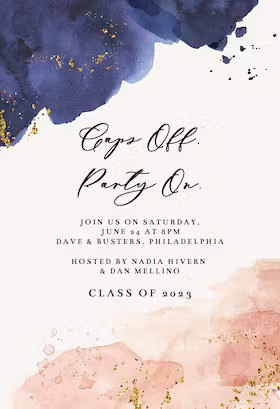 Caps Off.
Party On.
JOIN US ON SATURDAY,
JUNE 24 AT 8PM
DAVE & BUSTERS, PHILADELPHIA
HOSTED BY NADIA HIVERN
& DAN MELLINO
CLASS OF 2023